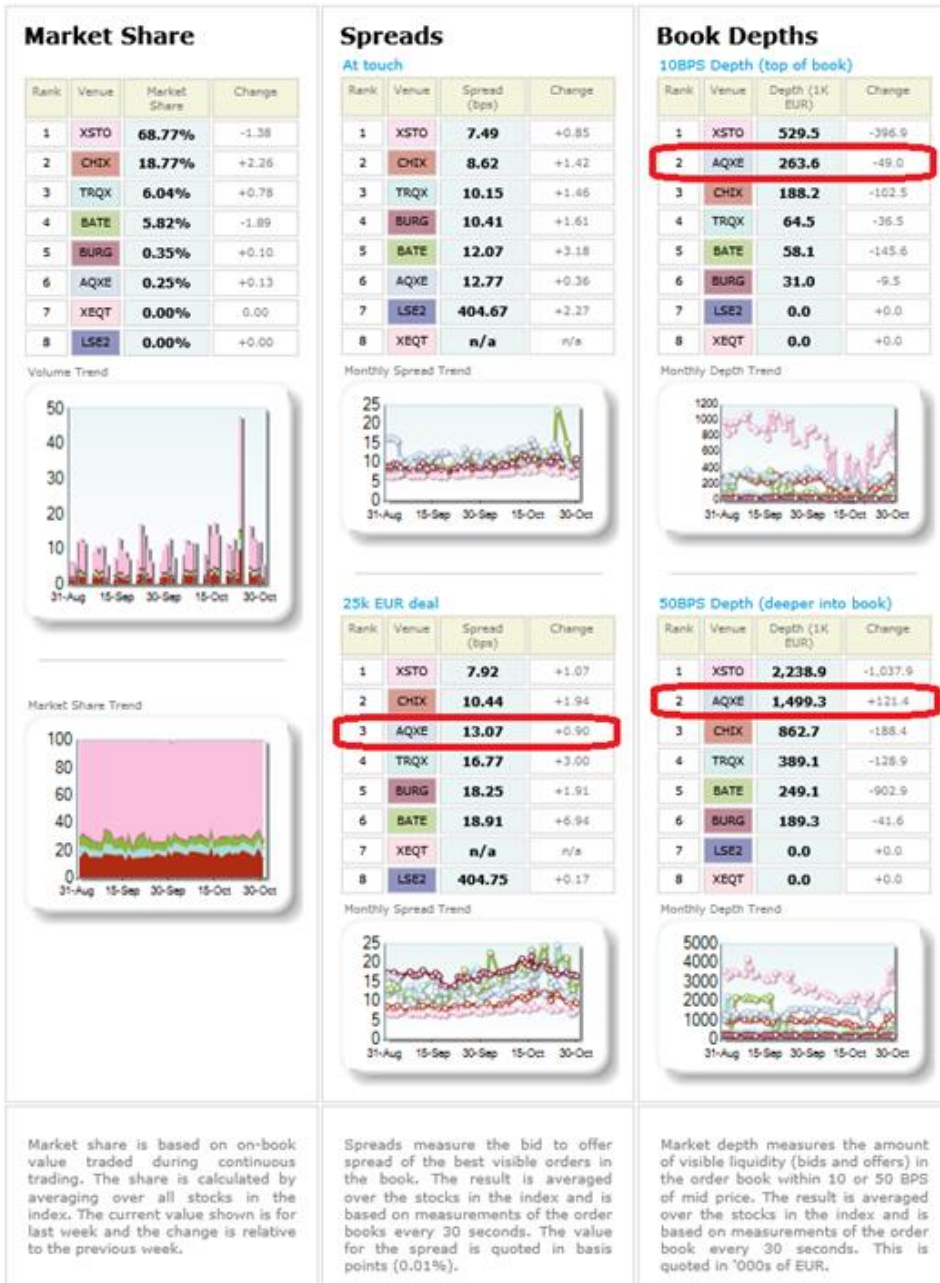 Market Share
Rank Venue Market Share Change
1 XSTO 68.77% -1.38
2 CHIX 18.77% +2.26
3 TRQX 6.04% +0.78
4 BATE 5.82% -1.89
5 BURG 0.35% +0.10
6 AQXE 0.25% +0.13
7 XEQT 0.00% 0.00
8 LSE2 0.00% +0.00
Volume Trend
50
40
30
20
10
0
31-Aug 15-Sep 30-Sep 15-Oct 30-Oct
Market Share Trend
100
80
60
40
20
0
31-Aug 15-Sep 30-Sep 15-Oct 30-Oct
Market share is based on on-book
value traded during continuous
trading. The share is calculated by
averaging over all stocks in the
index. The current value shown is for
last week and the change is relative
to the previous week.
Spreads
At touch
Rank Venue Spread (bps) Change
1 XSTO 7.49 +0.85
2 CHIX 8.62 +1.42
3 TRQX 10.15 +1.46
4 BURG 10.41 +1.61
5 BATE 12.07 +3.18
6 AQXE 12.77 +0.36
7 LSE2 404.67 +2.27
8 XEQT n/a n/a
Monthly Spread Trend
25
20
15
10
5
0
31-Aug 15-Sep 30-Sep 15-Oct 30-Oct
25k EUR deal
Rank Venue Spread (bps) Change
1 XSTO 7.92 +1.07
2 CHIX 10.44 +1.94
3 AQXE 13.07 +0.90
4 TRQX 16.77 +3.00
5 BURG 18.25 +1.91
6 BATE 18.91 +6.94
7 XEQT n/a n/a
8 LSE2 404.75 +0.17
Monthly Spread Trend
25
20
15
10
5
0
31-Aug 15-Sep 30-Sep 15-Oct 30-Oct
Spreads measure the bid to offer
spread of the best visible orders in
the book. The result is averaged
over the stocks in the index and is
based on measurements of the order
books every 30 seconds. The value
for the spread is quoted in basis
points (0.01%).
Book Depths
10BPS Depth (top of book)
Rank Venue Depth (1K EUR) Change
1 XSTO 529.5 -396.9
2 AQXE 263.6 -49.0
3 CHIX 188.2 -102.5
4 TRQX 64.5 -36.5
5 BATE 58.1 -145.6
6 BURG 31.0 -9.5
7 LSE2 0.0 +0.0
8 XEQT 0.0 +0.0
Monthly Depth Trend
1200
1000
800
600
400
200
0
31-Aug 15-Sep 30-Sep 15-Oct 30-Oct
50BPS Depth (deeper into book)
Rank Venue Depth (1K EUR) Change
1 XSTO 2,238.9 -1,037.9
2 AQXE 1,499.3 +121.4
3 CHIX 862.7 -188.4
4 TRQX 389.1 -128.9
5 BATE 249.1 -902.9
6 BURG 189.3 -41.6
7 LSE2 0.0 +0.0
8 XEQT 0.0 +0.0
Monthly Depth Trend
5000
4000
3000
2000
1000
0
31-Aug 15-Sep 30-Sep 15-Oct 30-Oct
Market depth measures the amount
of visible liquidity (bids and offers) in
the order book within 10 or 50 BPS
of mid price. The result is averaged
over the stocks in the index and is
based on measurements of the order
book every 30 seconds. This is
quoted in '000s of EUR.